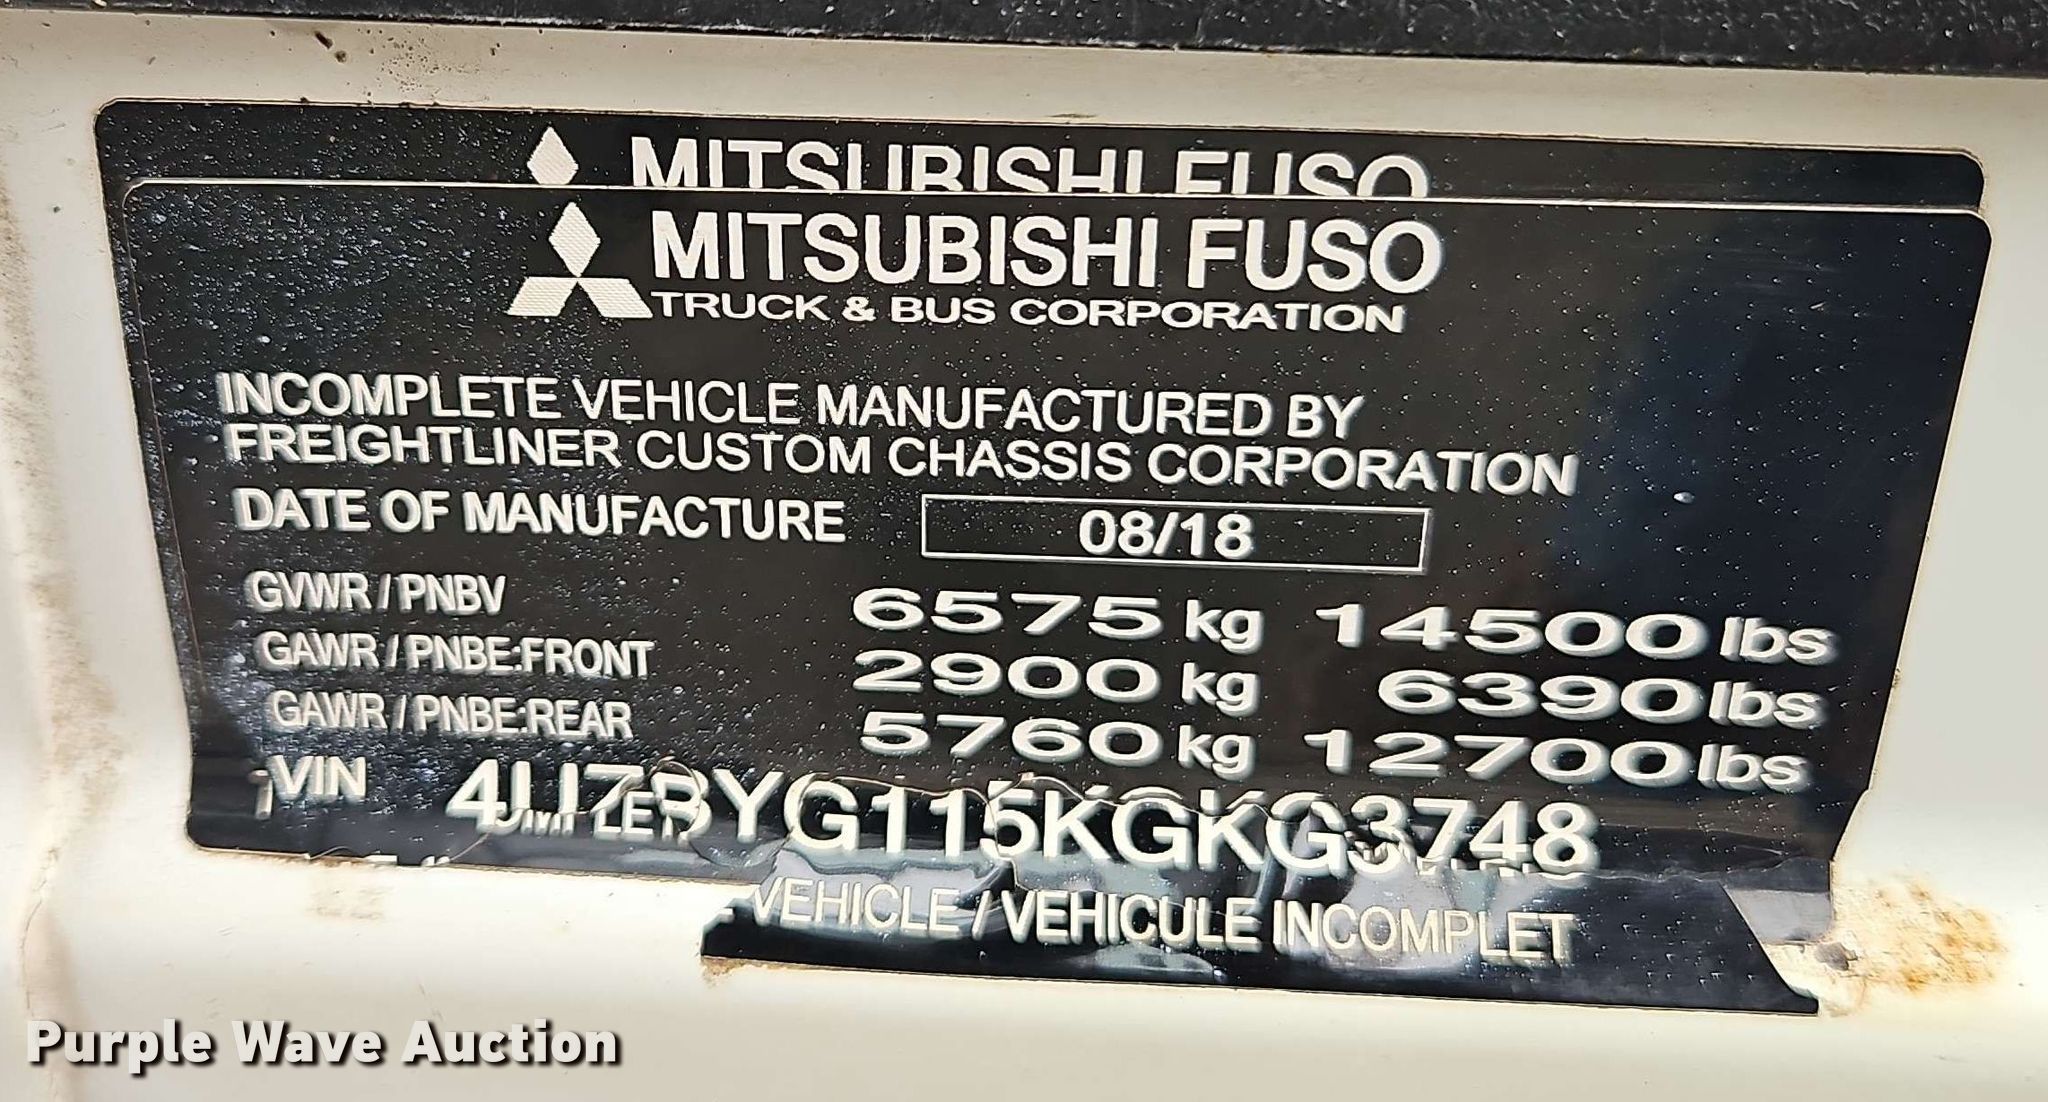 MITSUBISHI FUSO
MITSUBISHI FUSO
TRUCK & BUS CORPORATION
INCOMPLETE VEHICLE MANUFACTURED BY
FREIGHTLINER CUSTOM CHASSIS CORPORATION
DATE OF MANUFACTURE 08/18
GVWR / PNBV 6575 kg 14500 lbs
GAWR / PNBE:FRONT 2900 kg 6390 lbs
GAWR / PNBE:REAR 5760 kg 12700 lbs
VIN
VEHICLE / VEHICULE INCOMPLET
Purple Wave Auction